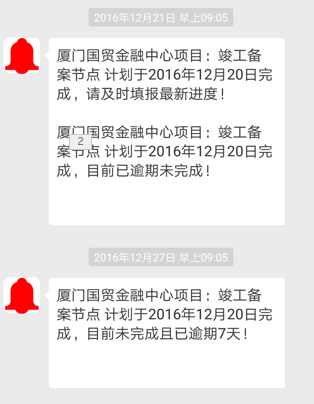 2016年12月21日 早上09:05
厦门国贸金融中心项目：竣工备
案节点 计划于2016年12月20日完
成，请及时填报最新进度！
厦门国贸金融中心项目：竣工备
案节点 计划于2016年12月20日完
成，目前已逾期未完成！
2
2016年12月27日 早上09:05
厦门国贸金融中心项目：竣工备
案节点 计划于2016年12月20日完
成，目前未完成且已逾期7天！